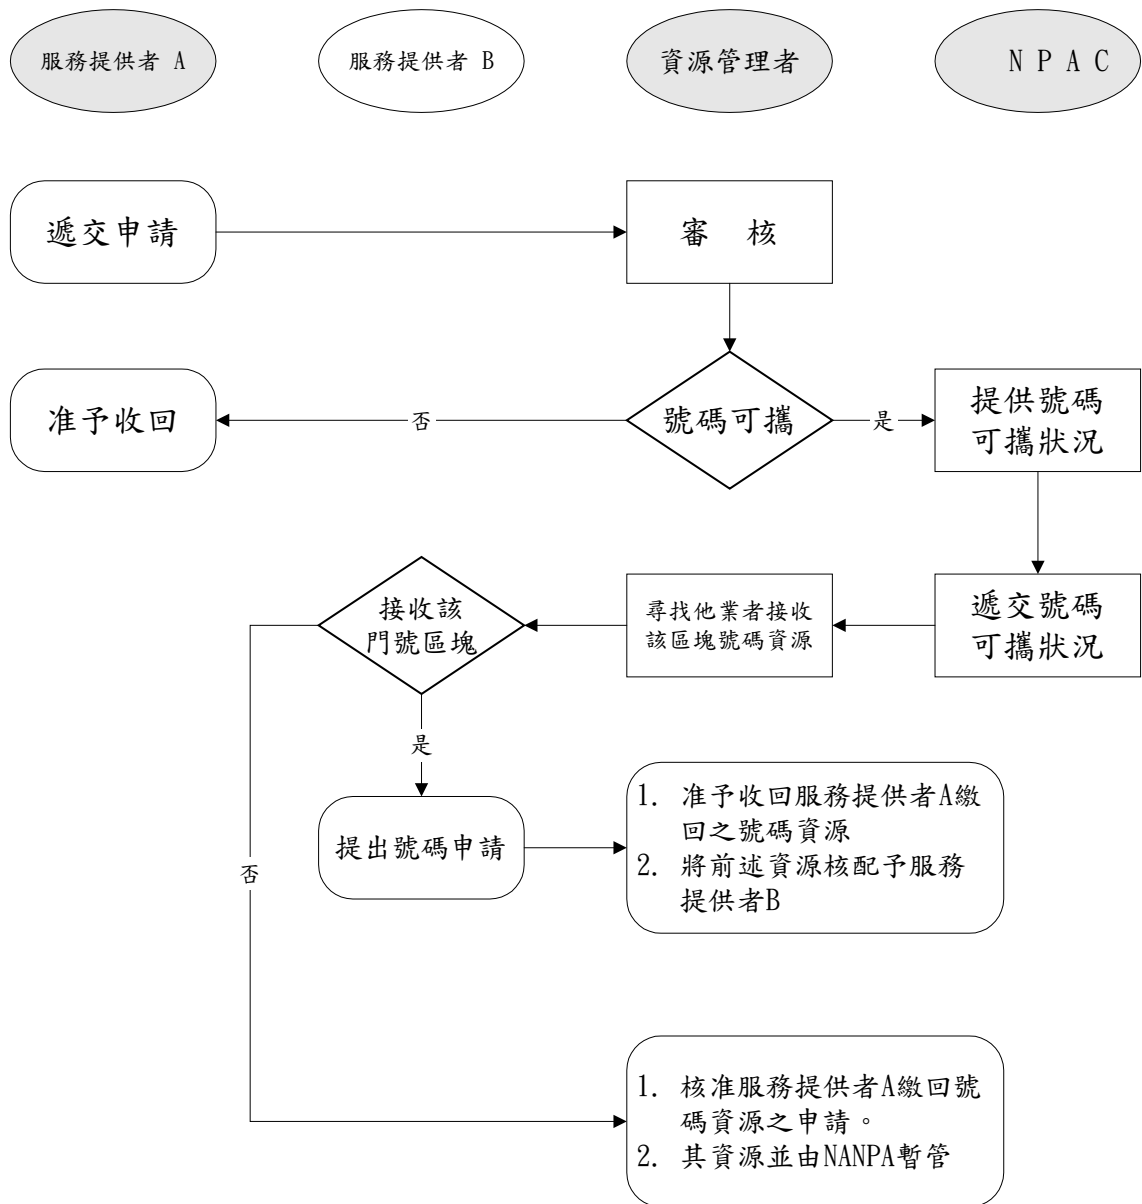 服務提供者 A
服務提供者 B
資源管理者
N P A C
遞交申請
審 核
准予收回
否
號碼可攜
是
提供號碼
可攜狀況
接收該
門號區塊
尋找他業者接收
該區塊號碼資源
遞交號碼
可攜狀況
是
提出號碼申請
1. 准予收回服務提供者A繳
回之號碼資源
2. 將前述資源核配予服務
提供者B
否
1. 核准服務提供者A繳回號
碼資源之申請。
2. 其資源並由NANPA暫管